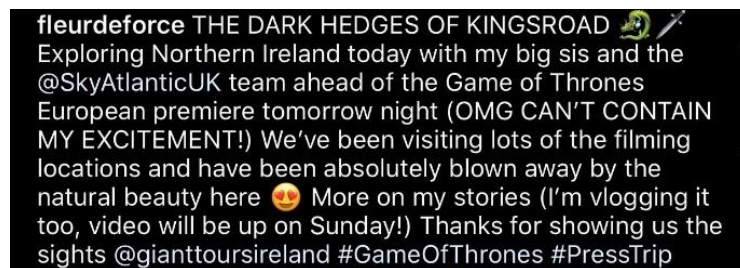 fleurdeforce THE DARK HEDGES OF KINGSROAD 🐉🗡️
Exploring Northern Ireland today with my big sis and the
@SkyAtlanticUK team ahead of the Game of Thrones
European premiere tomorrow night (OMG CAN’T CONTAIN
MY EXCITEMENT!) We’ve been visiting lots of the filming
locations and have been absolutely blown away by the
natural beauty here 😍 More on my stories (I’m vlogging it
too, video will be up on Sunday!) Thanks for showing us the
sights @gianttoursireland #GameOfThrones #PressTrip